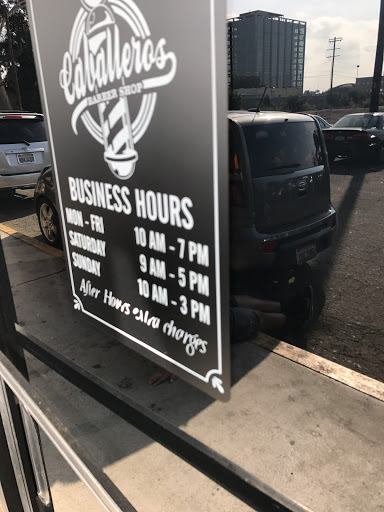 Caballeros
BARBER SHOP
BUSINESS HOURS
MON - FRI 10 AM - 7 PM
SATURDAY 9 AM - 5 PM
SUNDAY 10 AM - 3 PM
After Hours extra charges